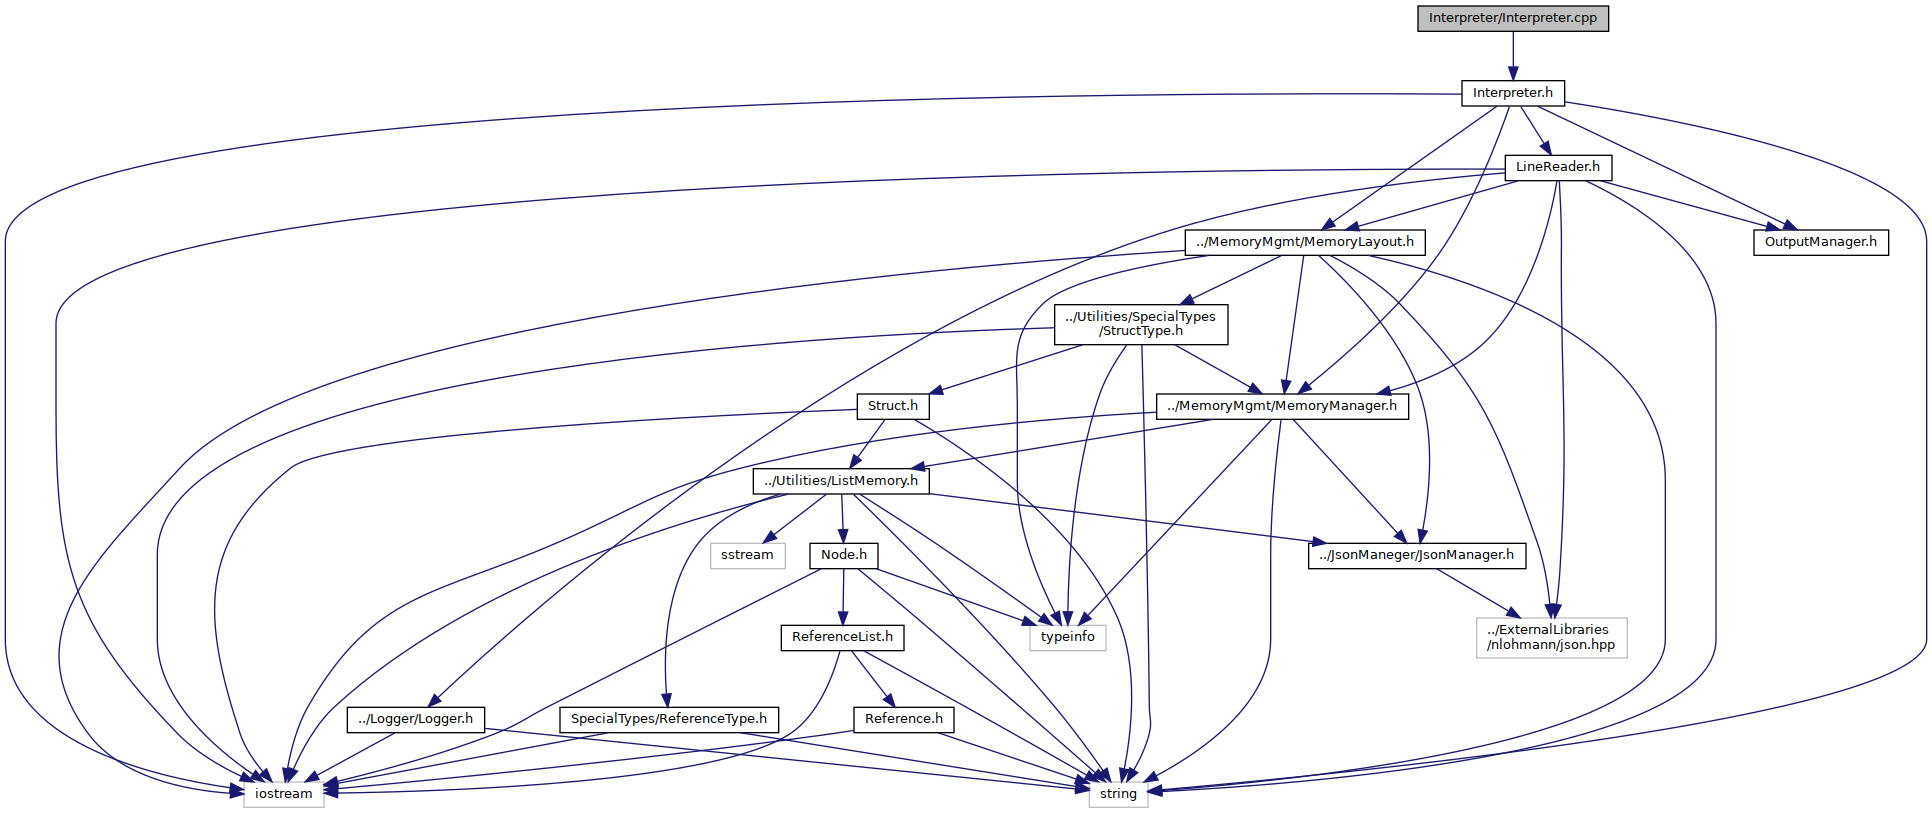 Interpreter/Interpreter.cpp
Interpreter.h
LineReader.h
../MemoryMgmt/MemoryLayout.h
OutputManager.h
../Utilities/SpecialTypes
/StructType.h
Struct.h
../MemoryMgmt/MemoryManager.h
../Utilities/ListMemory.h
sstream
Node.h
../JsonManeger/JsonManager.h
ReferenceList.h
typeinfo
../ExternalLibraries
/nlohmann/json.hpp
../Logger/Logger.h
SpecialTypes/ReferenceType.h
Reference.h
iostream
string